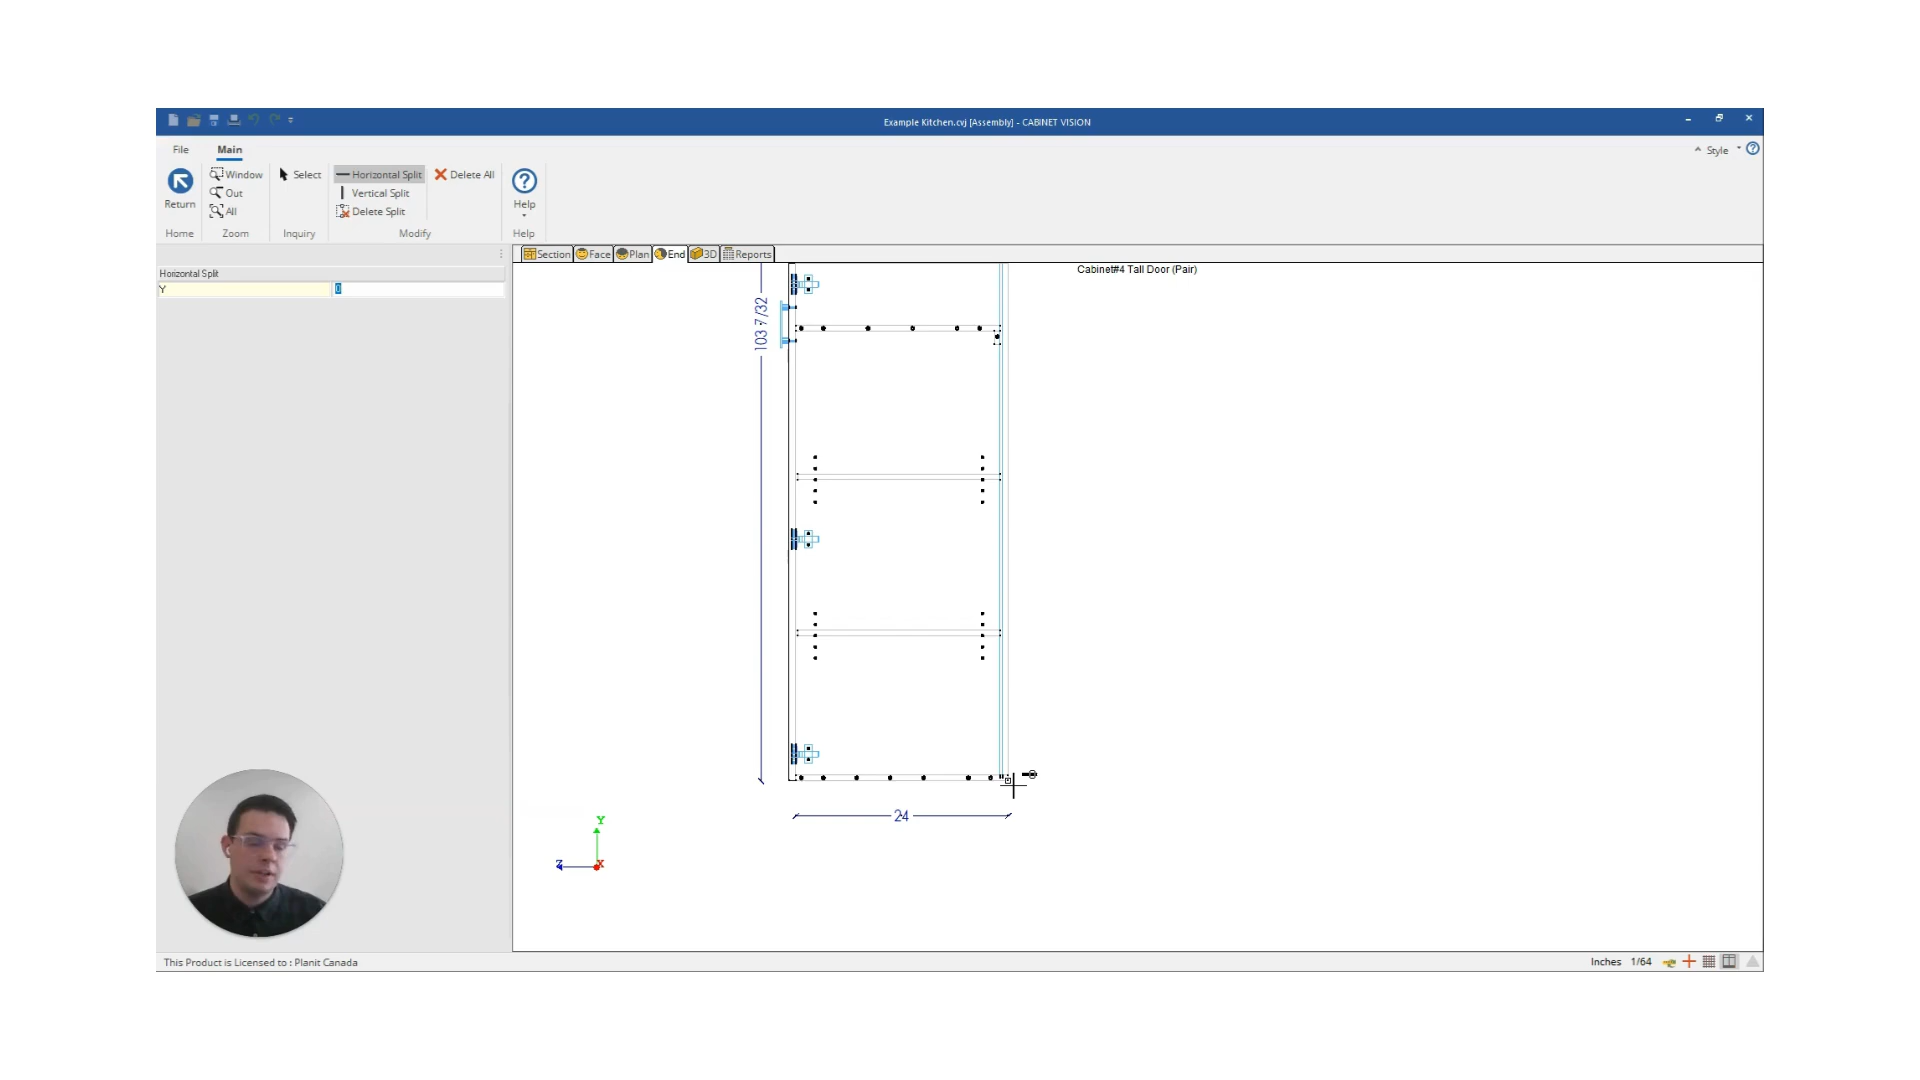 Example Kitchen.cvj [Assembly] - CABINET VISION
File Main
Style
Return
Home
Window
Out
All
Zoom
Select
Inquiry
Horizontal Split
Vertical Split
Delete Split
Delete All
Modify
Help
Help
Section Face Plan End 3D Reports
Horizontal Split
Y 0
Cabinet#4 Tall Door (Pair)
103 7/32
24
Y
Z X
This Product is Licensed to : Planit Canada
Inches 1/64